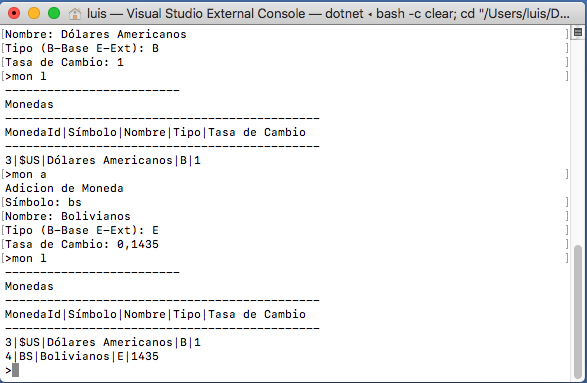 luis — Visual Studio External Console — dotnet ◂ bash -c clear; cd "/Users/luis/D...
[Nombre: Dólares Americanos ]
[Tipo (B-Base E-Ext): B ]
[Tasa de Cambio: 1 ]
[>mon l ]
-------------------------
Monedas
---------------------------------------------
MonedaId|Símbolo|Nombre|Tipo|Tasa de Cambio
---------------------------------------------
3|$US|Dólares Americanos|B|1
[>mon a ]
Adicion de Moneda
[Símbolo: bs ]
[Nombre: Bolivianos ]
[Tipo (B-Base E-Ext): E ]
[Tasa de Cambio: 0,1435 ]
[>mon l ]
-------------------------
Monedas
---------------------------------------------
MonedaId|Símbolo|Nombre|Tipo|Tasa de Cambio
---------------------------------------------
3|$US|Dólares Americanos|B|1
4|BS|Bolivianos|E|1435
>